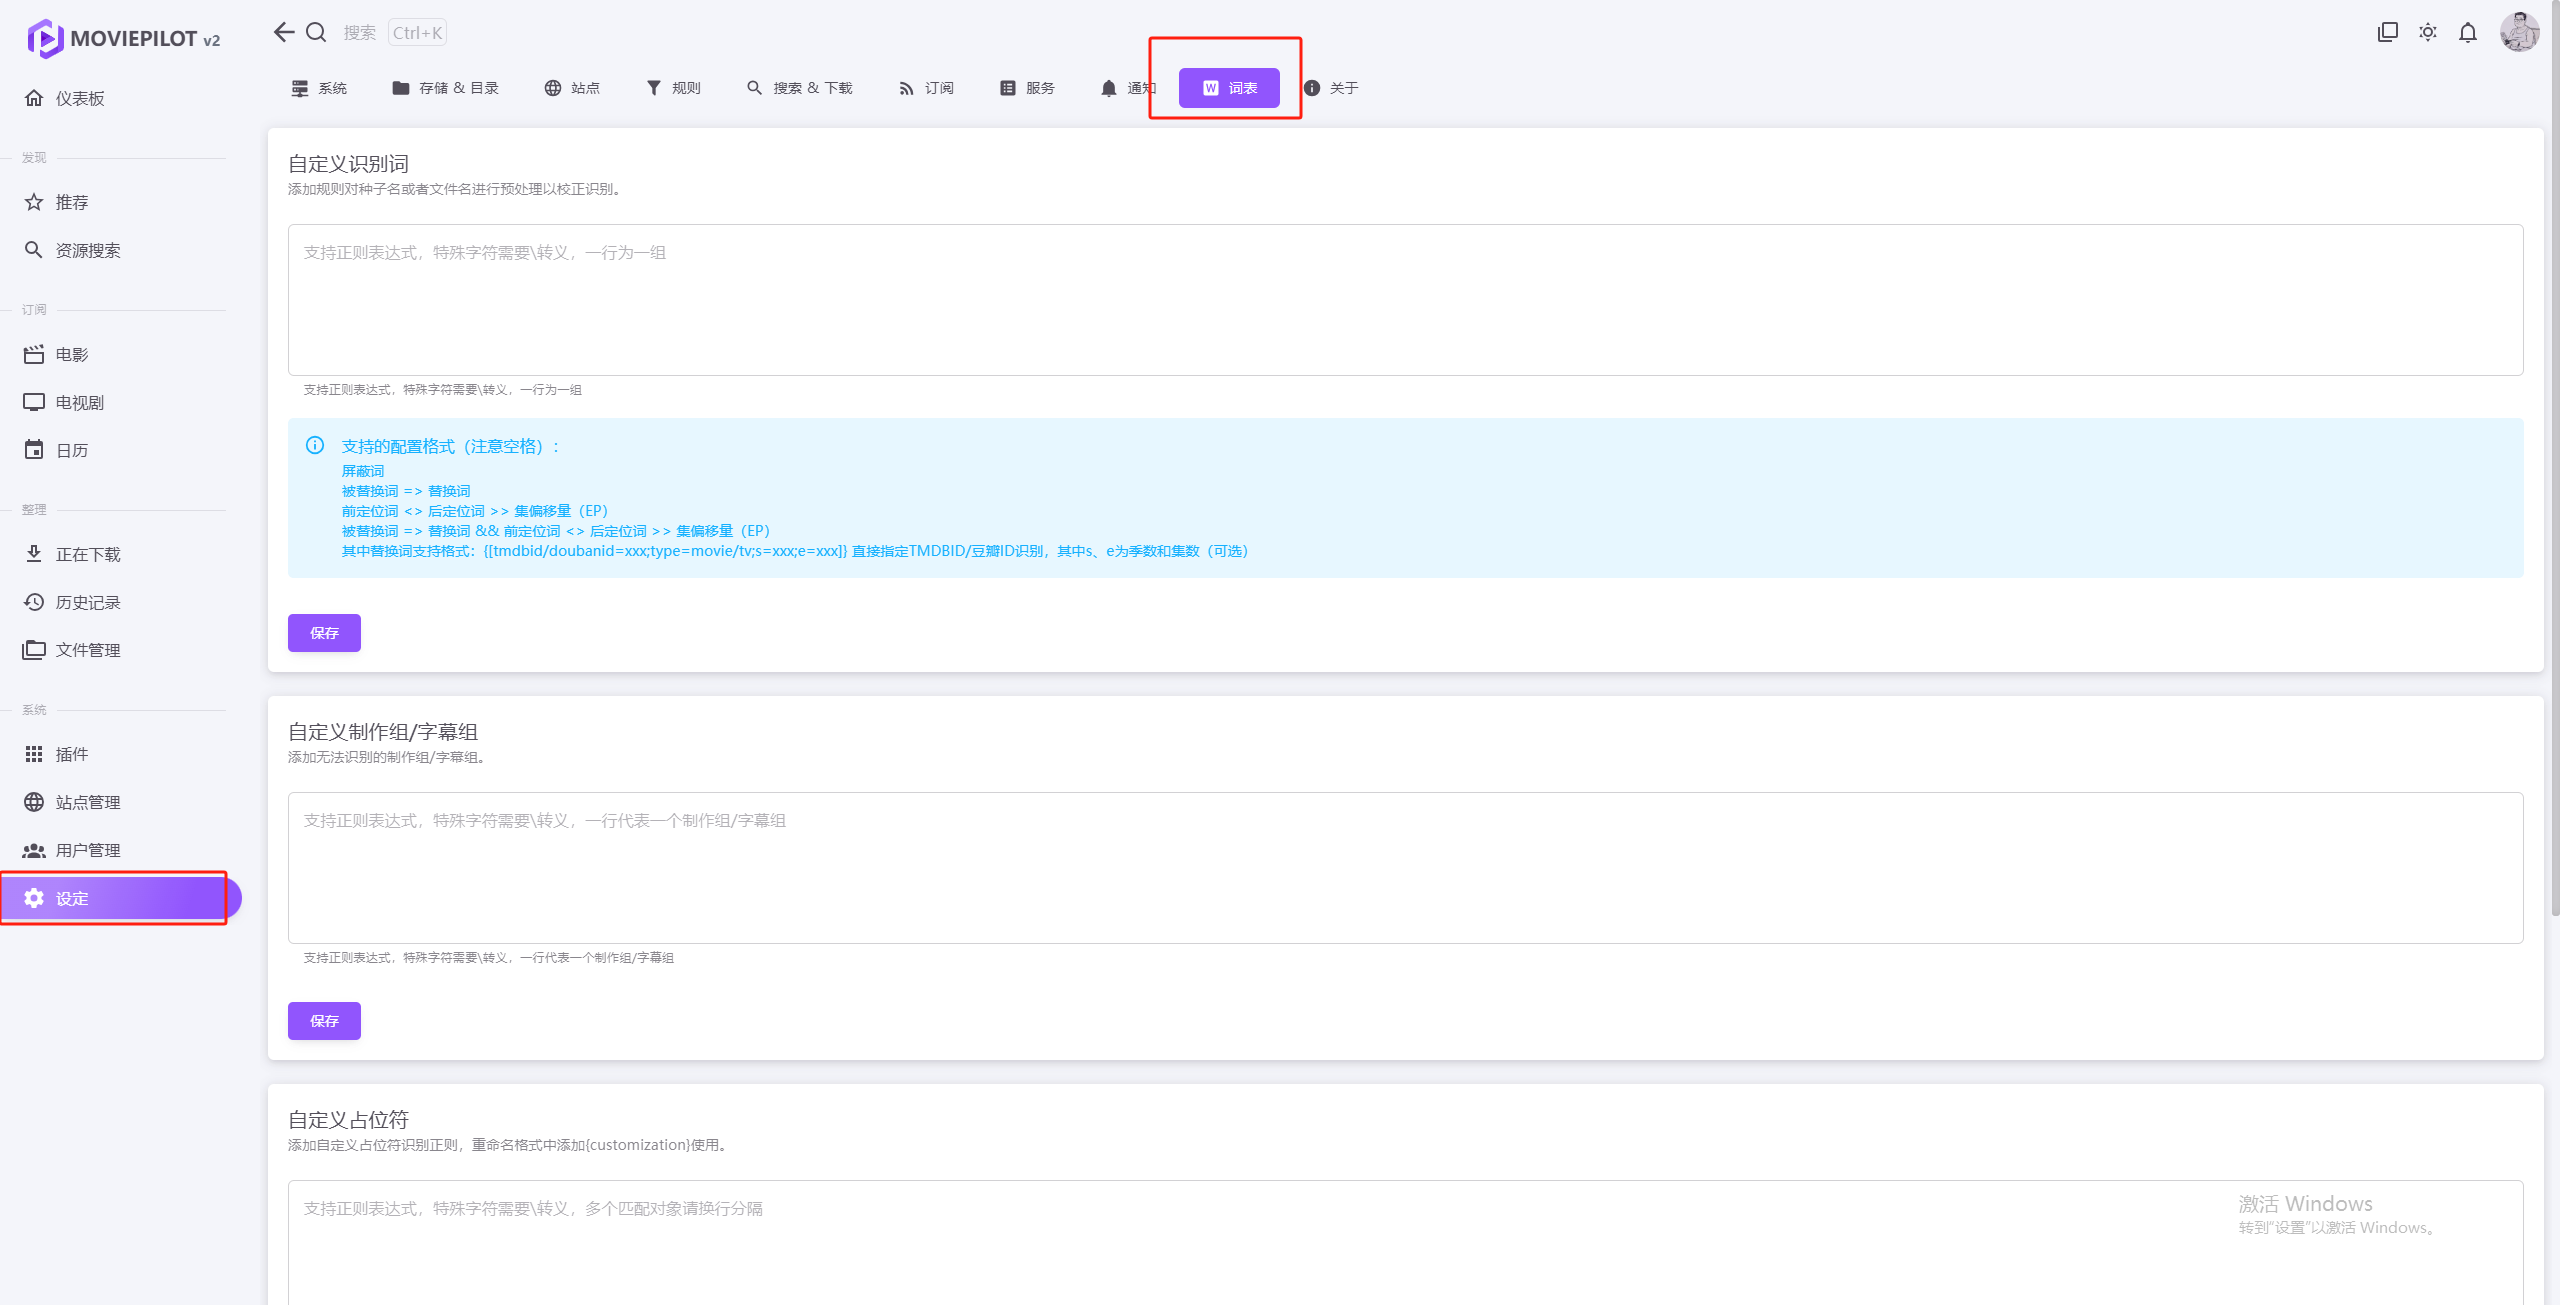 MOVIEPILOT v2
搜索 Ctrl+K
仪表板
发现
推荐
资源搜索
订阅
电影
电视剧
日历
整理
正在下载
历史记录
文件管理
系统
插件
站点管理
用户管理
设定
系统 存储 & 目录 站点 规则 搜索 & 下载 订阅 服务 通知 W 词表 关于
自定义识别词
添加规则对种子名或者文件名进行预处理以校正识别。
支持正则表达式，特殊字符需要\转义，一行为一组
支持正则表达式，特殊字符需要\转义，一行为一组
支持的配置格式（注意空格）：
屏蔽词
被替换词 => 替换词
前定位词 <> 后定位词 >> 集偏移量（EP）
被替换词 => 替换词 && 前定位词 <> 后定位词 >> 集偏移量（EP）
其中替换词支持格式：{[tmdbid/doubanid=xxx;type=movie/tv;s=xxx;e=xxx]} 直接指定TMDBID/豆瓣ID识别，其中s、e为季数和集数（可选）
保存
自定义制作组/字幕组
添加无法识别的制作组/字幕组。
支持正则表达式，特殊字符需要\转义，一行代表一个制作组/字幕组
支持正则表达式，特殊字符需要\转义，一行代表一个制作组/字幕组
保存
自定义占位符
添加自定义占位符识别正则，重命名格式中添加{customization}使用。
支持正则表达式，特殊字符需要\转义，多个匹配对象请换行分隔
激活 Windows
转到"设置"以激活 Windows。